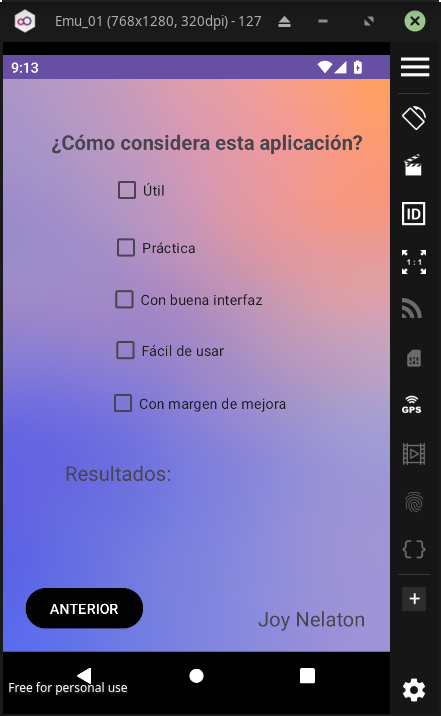 Emu_01 (768x1280, 320dpi) - 127
9:13
¿Cómo considera esta aplicación?
Útil
Práctica
Con buena interfaz
Fácil de usar
Con margen de mejora
Resultados:
ANTERIOR
Joy Nelaton
Free for personal use
ID
1:1
GPS